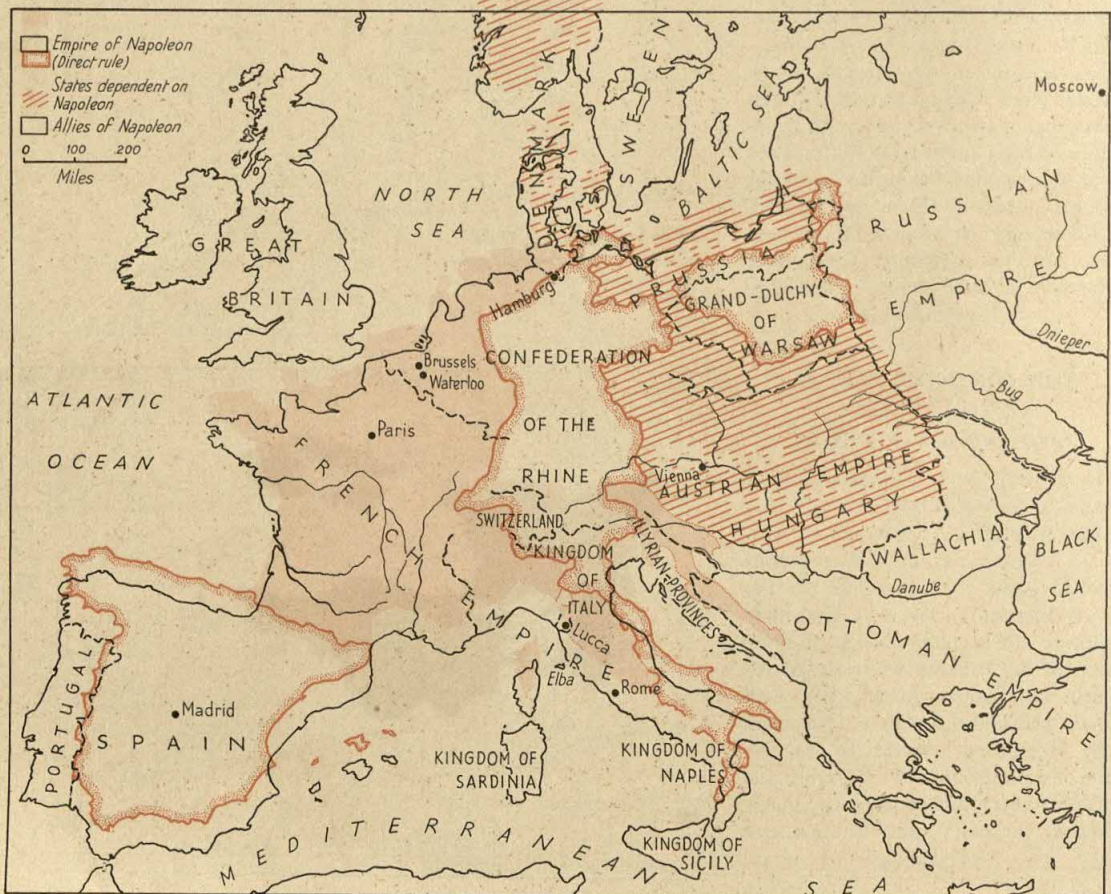 Empire of Napoleon
(Direct rule)
States dependent on
Napoleon
Allies of Napoleon
0 100 200
Miles
Moscow
NORTH
SEA
DENMARK
SWEDEN
BALTIC SEA
RUSSIAN
EMPIRE
GREAT
BRITAIN
Hamburg
PRUSSIA
GRAND-DUCHY
OF
WARSAW
Dnieper
Bug
ATLANTIC
OCEAN
Brussels
Waterloo
CONFEDERATION
OF THE
RHINE
Paris
FRENCH
EMPIRE
Vienna
AUSTRIAN
EMPIRE
HUNGARY
SWITZERLAND
KINGDOM
OF
ITALY
ILLYRIAN-PROVINCES
WALLACHIA
Danube
BLACK
SEA
OTTOMAN
EMPIRE
Lucca
Elba
Rome
PORTUGAL
Madrid
SPAIN
KINGDOM OF
SARDINIA
KINGDOM OF
NAPLES
KINGDOM OF
SICILY
MEDITERRANEAN
SEA